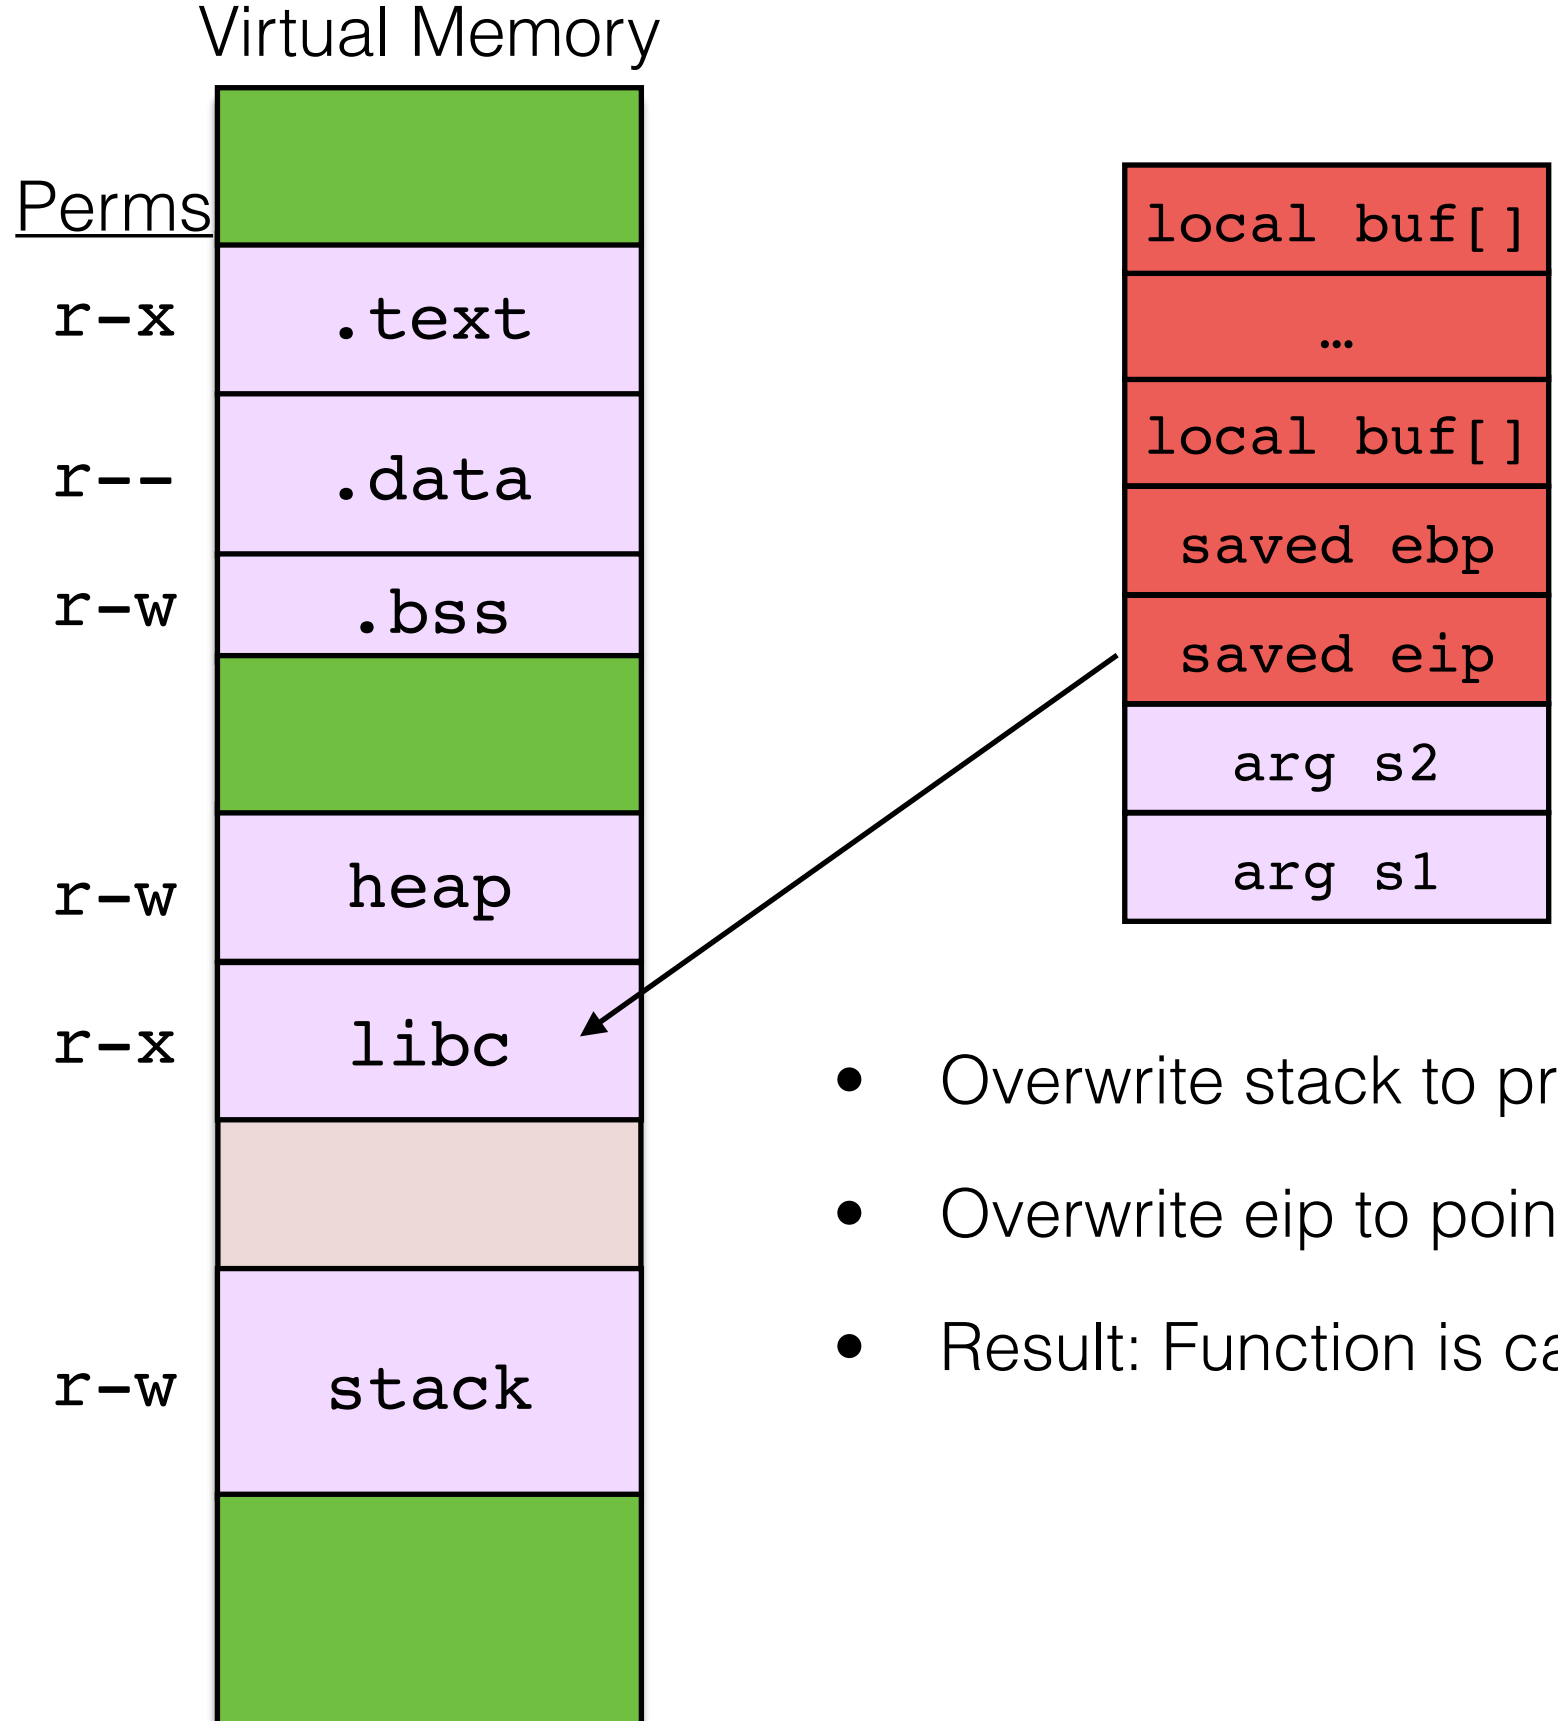 Virtual Memory
Perms
r-x .text
r-- .data
r-w .bss
r-w heap
r-x libc
r-w stack
local buf[]
…
local buf[]
saved ebp
saved eip
arg s2
arg s1
• Overwrite stack to
• Overwrite eip to
• Result: Function is